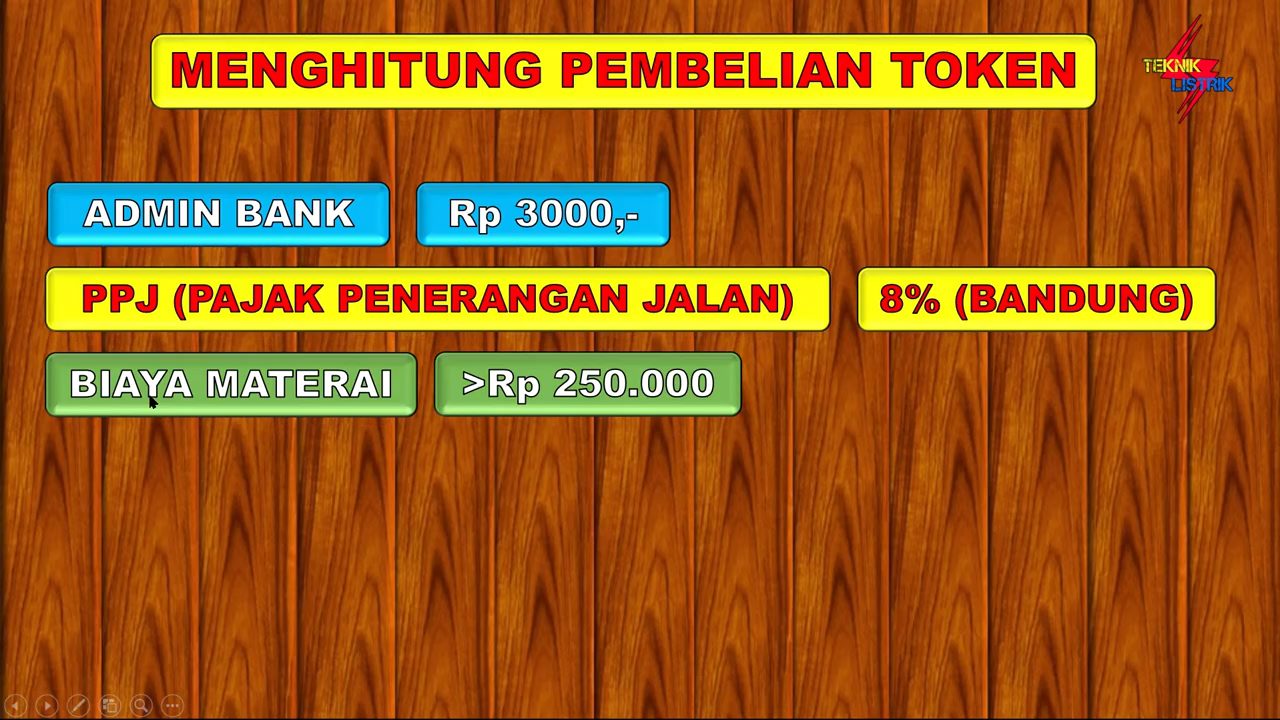 MENGHITUNG PEMBELIAN TOKEN
TEKNIK
LISTRIK
ADMIN BANK Rp 3000,-
PPJ (PAJAK PENERANGAN JALAN) 8% (BANDUNG)
BIAYA MATERAI >Rp 250.000